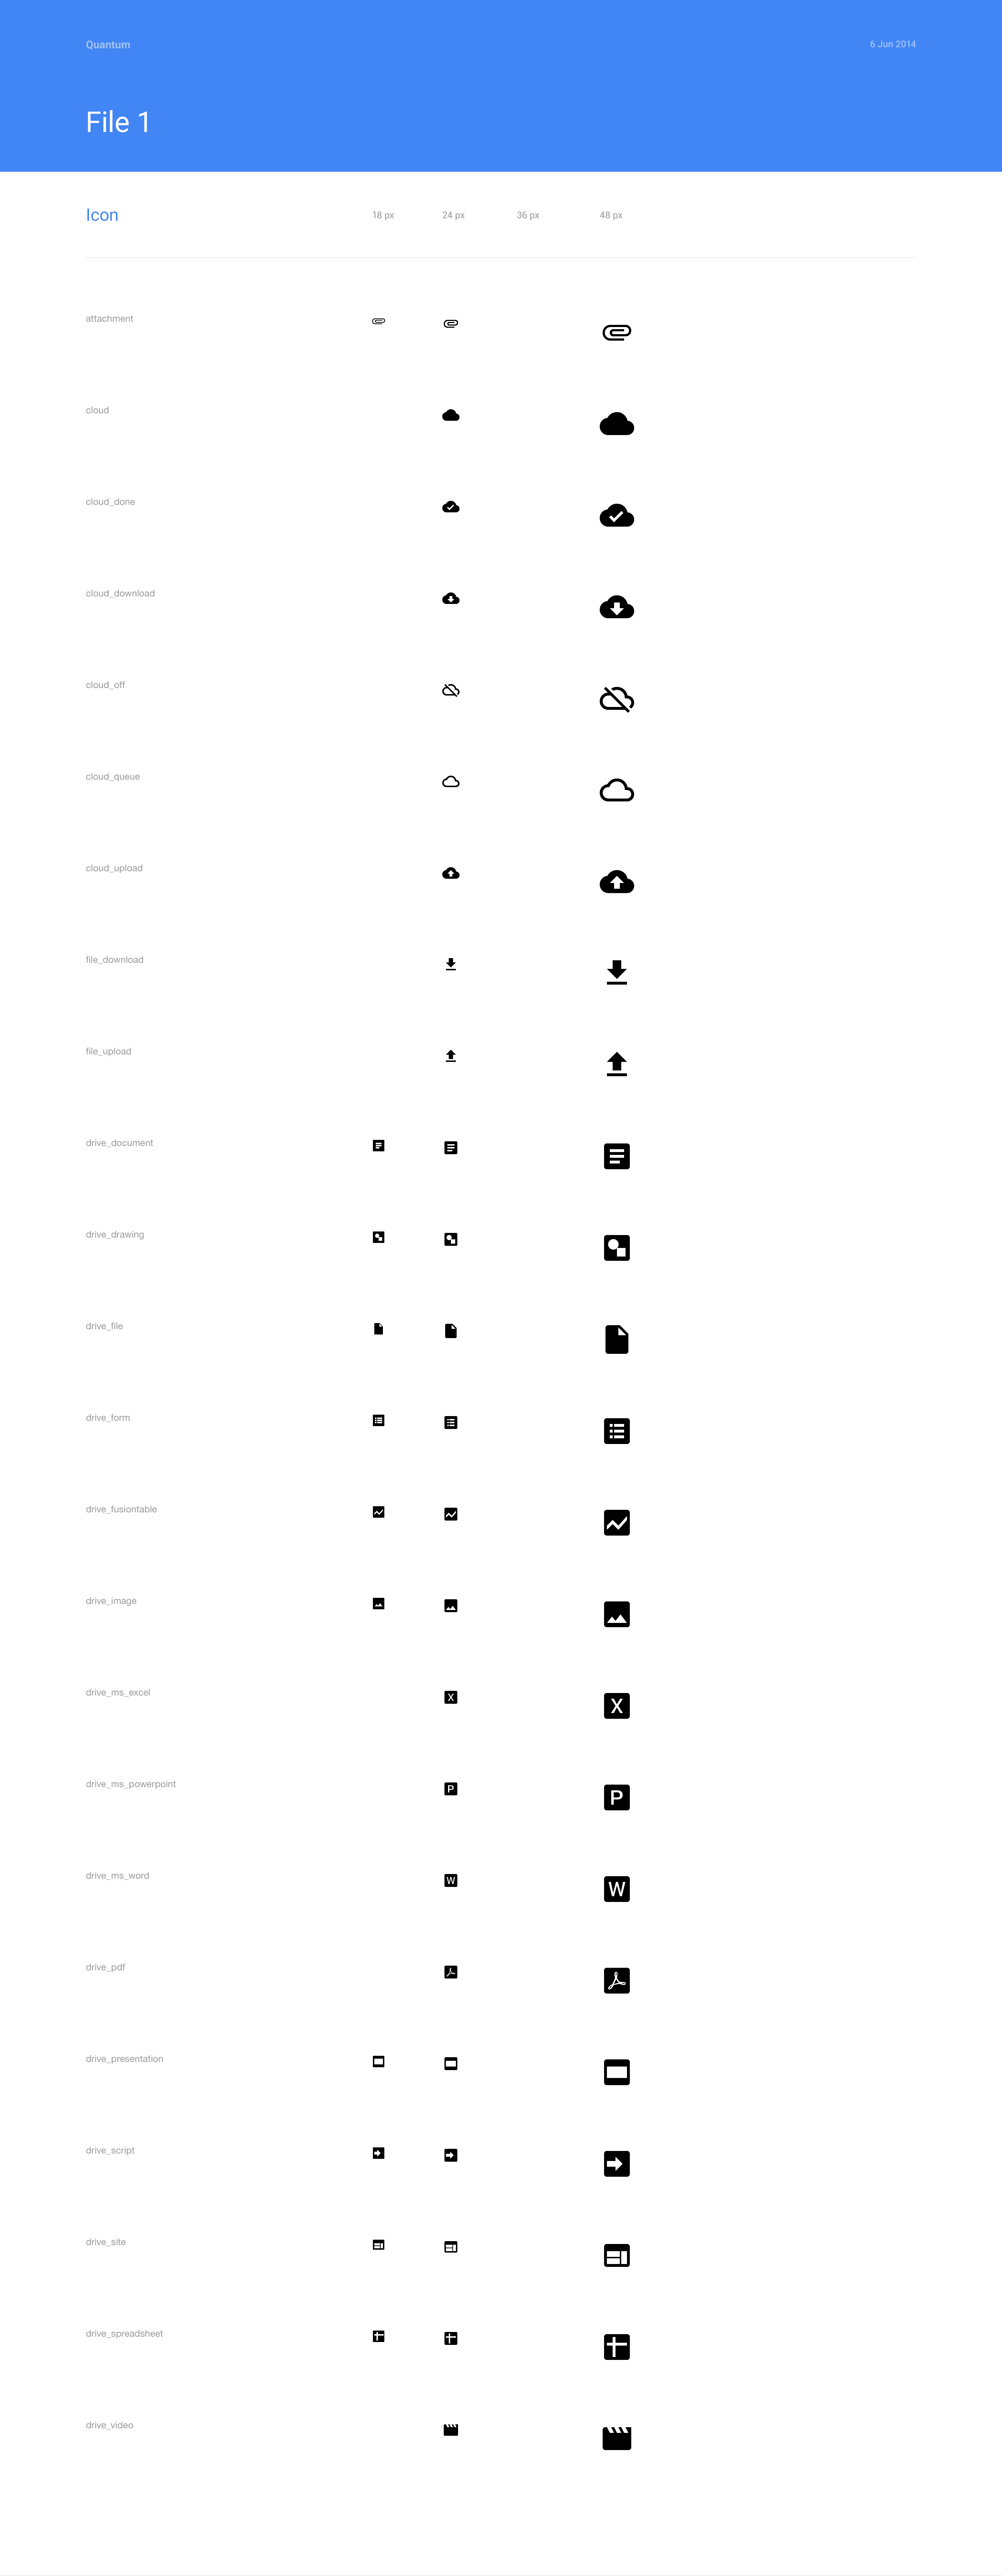 Quantum 6 Jun 2014
File 1
Icon 18 px 24 px 36 px 48 px
attachment
cloud
cloud_done
cloud_download
cloud_off
cloud_queue
cloud_upload
file_download
file_upload
drive_document
drive_drawing
drive_file
drive_form
drive_fusiontable
drive_image
drive_ms_excel X X
drive_ms_powerpoint P P
drive_ms_word W W
drive_pdf
drive_presentation
drive_script
drive_site
drive_spreadsheet
drive_video